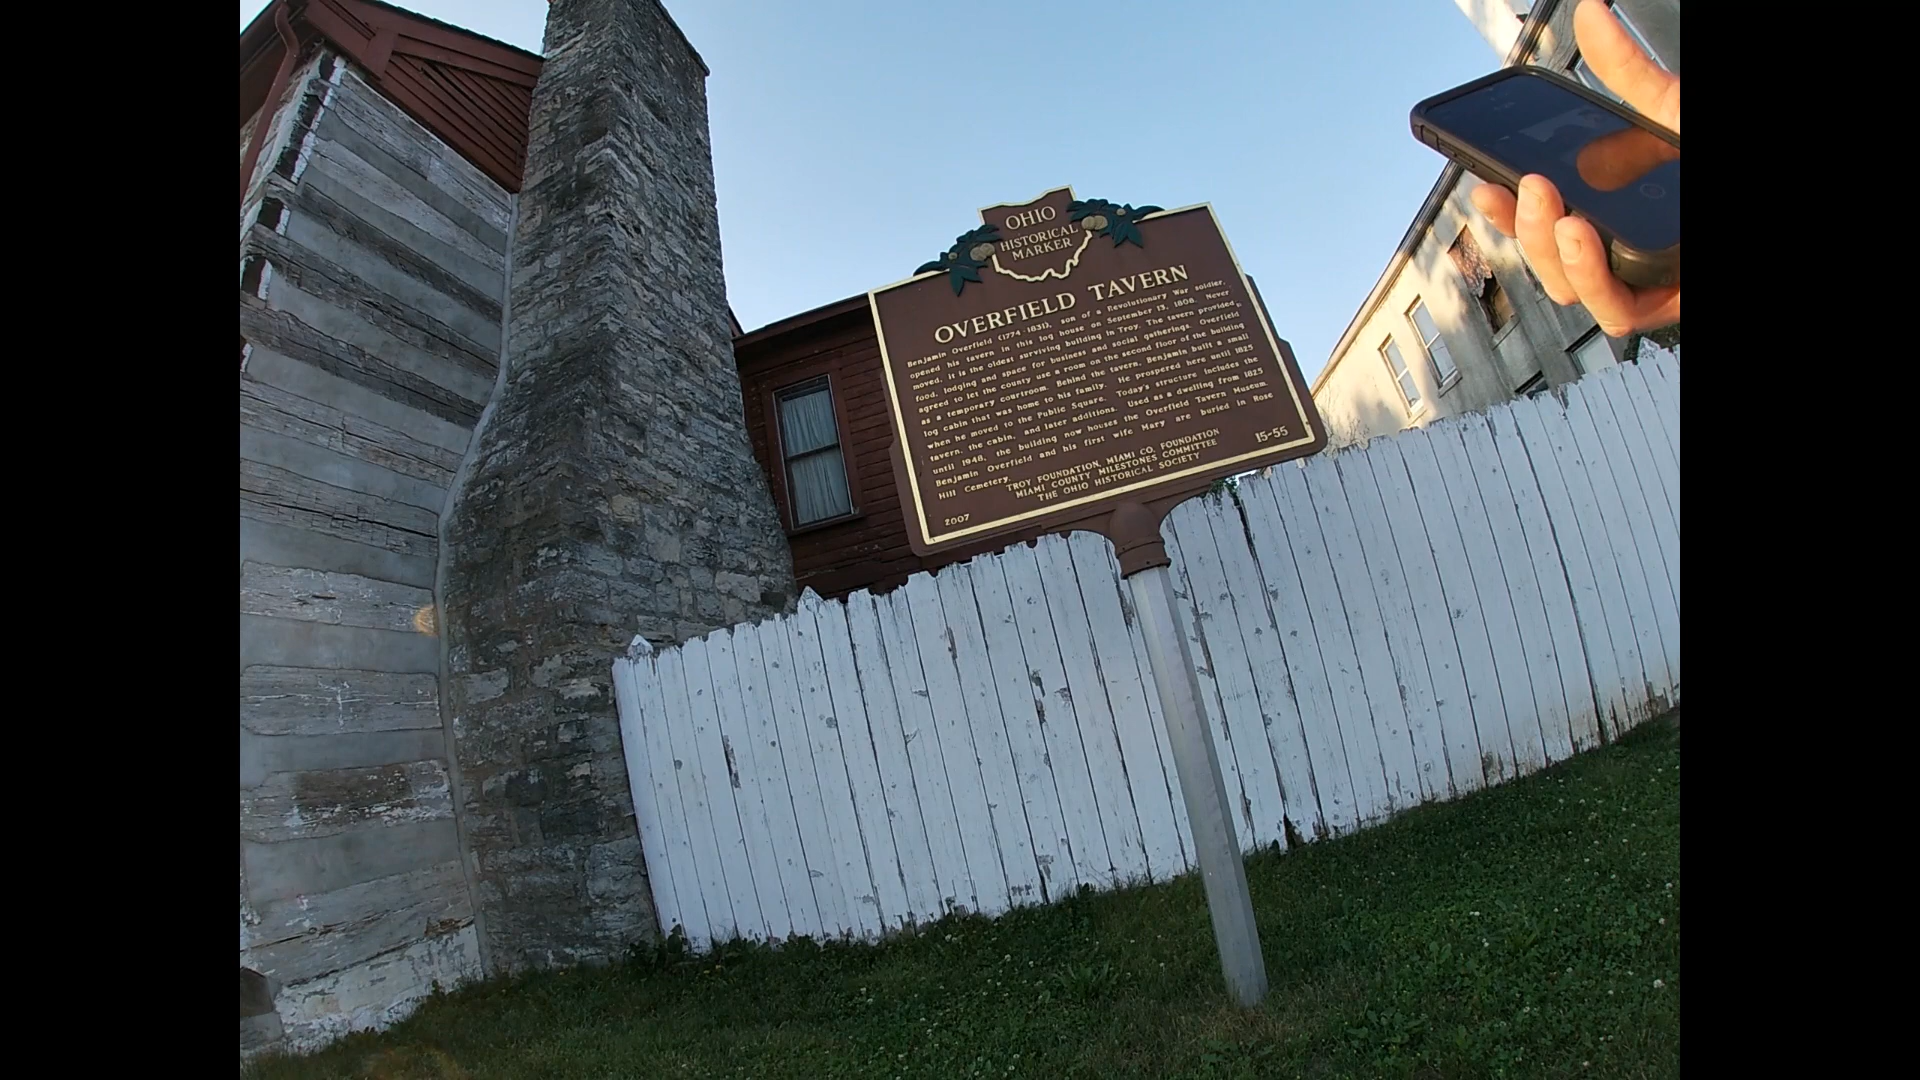 OHIO
HISTORICAL
MARKER
OVERFIELD TAVERN
Benjamin Overfield (1774-1831), son of a Revolutionary War soldier,
opened his tavern in this log house on September 13, 1808. Never
moved, it is the oldest surviving building in Troy. The tavern provided
food, lodging and space for business and social gatherings. Overfield
agreed to let the county use a room on the second floor of the building
as a temporary courtroom. Behind the tavern, Benjamin built a small
log cabin that was home to his family. He prospered here until 1825
when he moved to the Public Square. Today's structure includes the
tavern, the cabin, and later additions. Used as a dwelling from 1825
until 1948, the building now houses the Overfield Tavern Museum.
Benjamin Overfield and his first wife Mary are buried in Rose
Hill Cemetery.
TROY FOUNDATION, MIAMI CO. FOUNDATION
MIAMI COUNTY MILESTONES COMMITTEE
THE OHIO HISTORICAL SOCIETY
2007
15-55